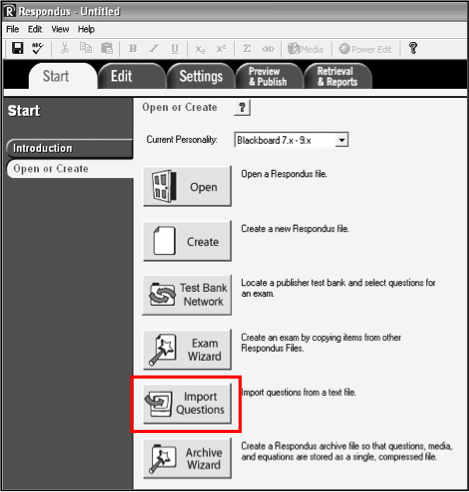 Respondus - Untitled
File Edit View Help
ABC B I U Xₐ Xᵃ Σ <H> Media Power Edit ?
Start Edit Settings Preview & Publish Retrieval & Reports
Start
Introduction
Open or Create
Open or Create ?
Current Personality: Blackboard 7.x - 9.x
Open
Open a Respondus file.
Create
Create a new Respondus file.
Test Bank
Network
Locate a publisher test bank and select questions for
an exam.
Exam
Wizard
Create an exam by copying items from other
Respondus Files.
Import
Questions
Import questions from a text file.
Archive
Wizard
Create a Respondus archive file so that questions, media,
and equations are stored as a single, compressed file.